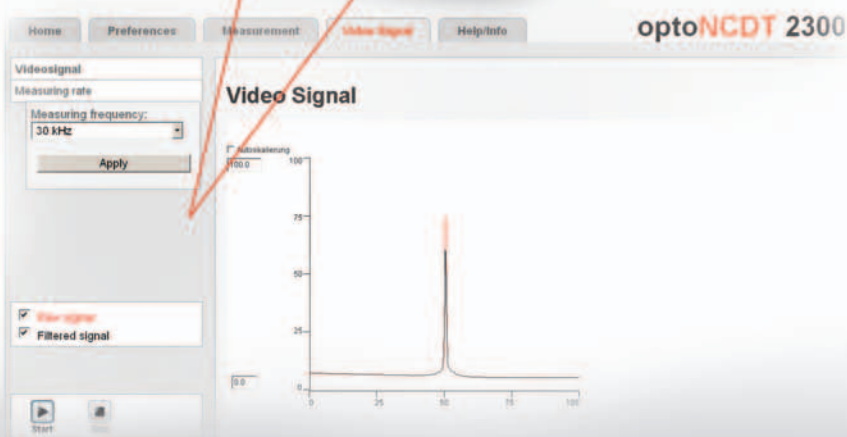 Home Preferences Measurement Video Signal Help/Info
optoNCDT 2300
Videosignal
Measuring rate
Measuring frequency:
30 kHz
Apply
Video Signal
Autoskalierung
100.0
100
75
50
25
0.0
0
0 25 50 75 100
Raw signal
Filtered signal
Start